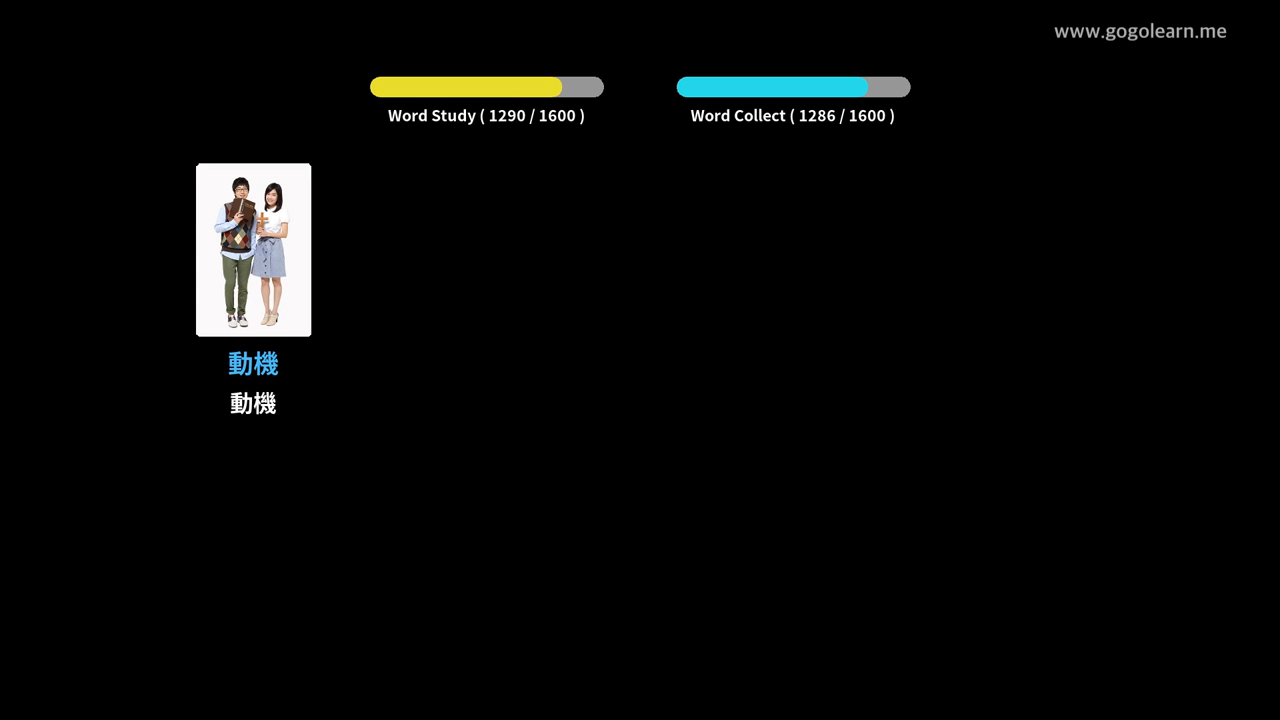 www.gogolearn.me
Word Study ( 1290 / 1600 )
Word Collect ( 1286 / 1600 )
動機
動機